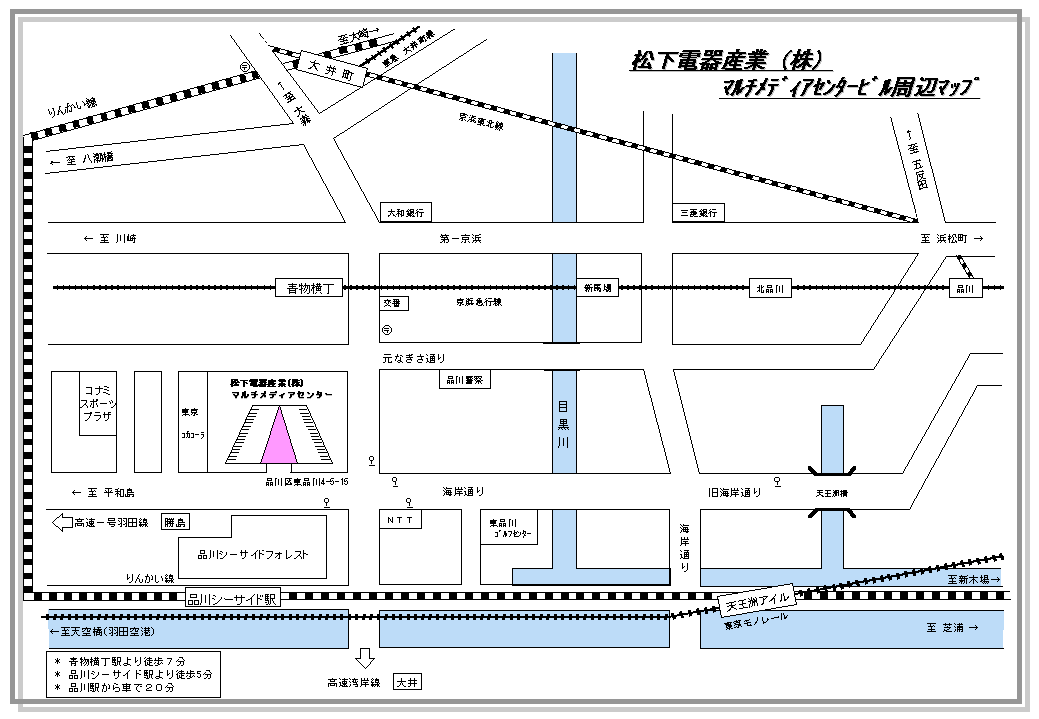 松下電器産業（株）
マルチメディアセンタービル周辺マップ
至大崎→
東急 大井町線
大井町
りんかい線
↑至大森
京浜東北線
← 至 八潮橋
↑至 五反田
大和銀行
三菱銀行
← 至 川崎
第一京浜
至 浜松町 →
青物横丁
新馬場
北品川
品川
交番
京浜急行線
元なぎさ通り
品川警察
コナミ
スポーツ
プラザ
東京
コカコーラ
松下電器産業(株)
マルチメディアセンター
品川区東品川4-5-15
目黒川
← 至 平和島
海岸通り
旧海岸通り
天王洲橋
高速一号羽田線
勝島
NTT
東品川
ゴルフセンター
海岸通り
品川シーサイドフォレスト
りんかい線
品川シーサイド駅
天王洲アイル
至新木場→
東京モノレール
←至天空橋(羽田空港)
至 芝浦 →
* 青物横丁駅より徒歩７分
* 品川シーサイド駅より徒歩5分
* 品川駅から車で２０分
高速湾岸線
大井